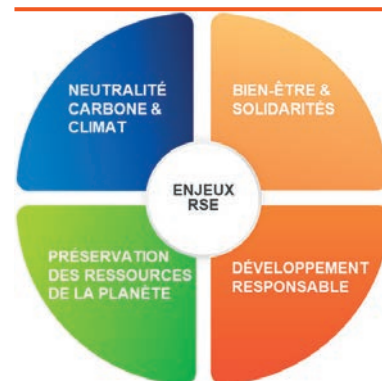 NEUTRALITÉ
CARBONE &
CLIMAT
BIEN-ÊTRE &
SOLIDARITÉS
ENJEUX
RSE
PRÉSERVATION
DES RESSOURCES
DE LA PLANÈTE
DÉVELOPPEMENT
RESPONSABLE